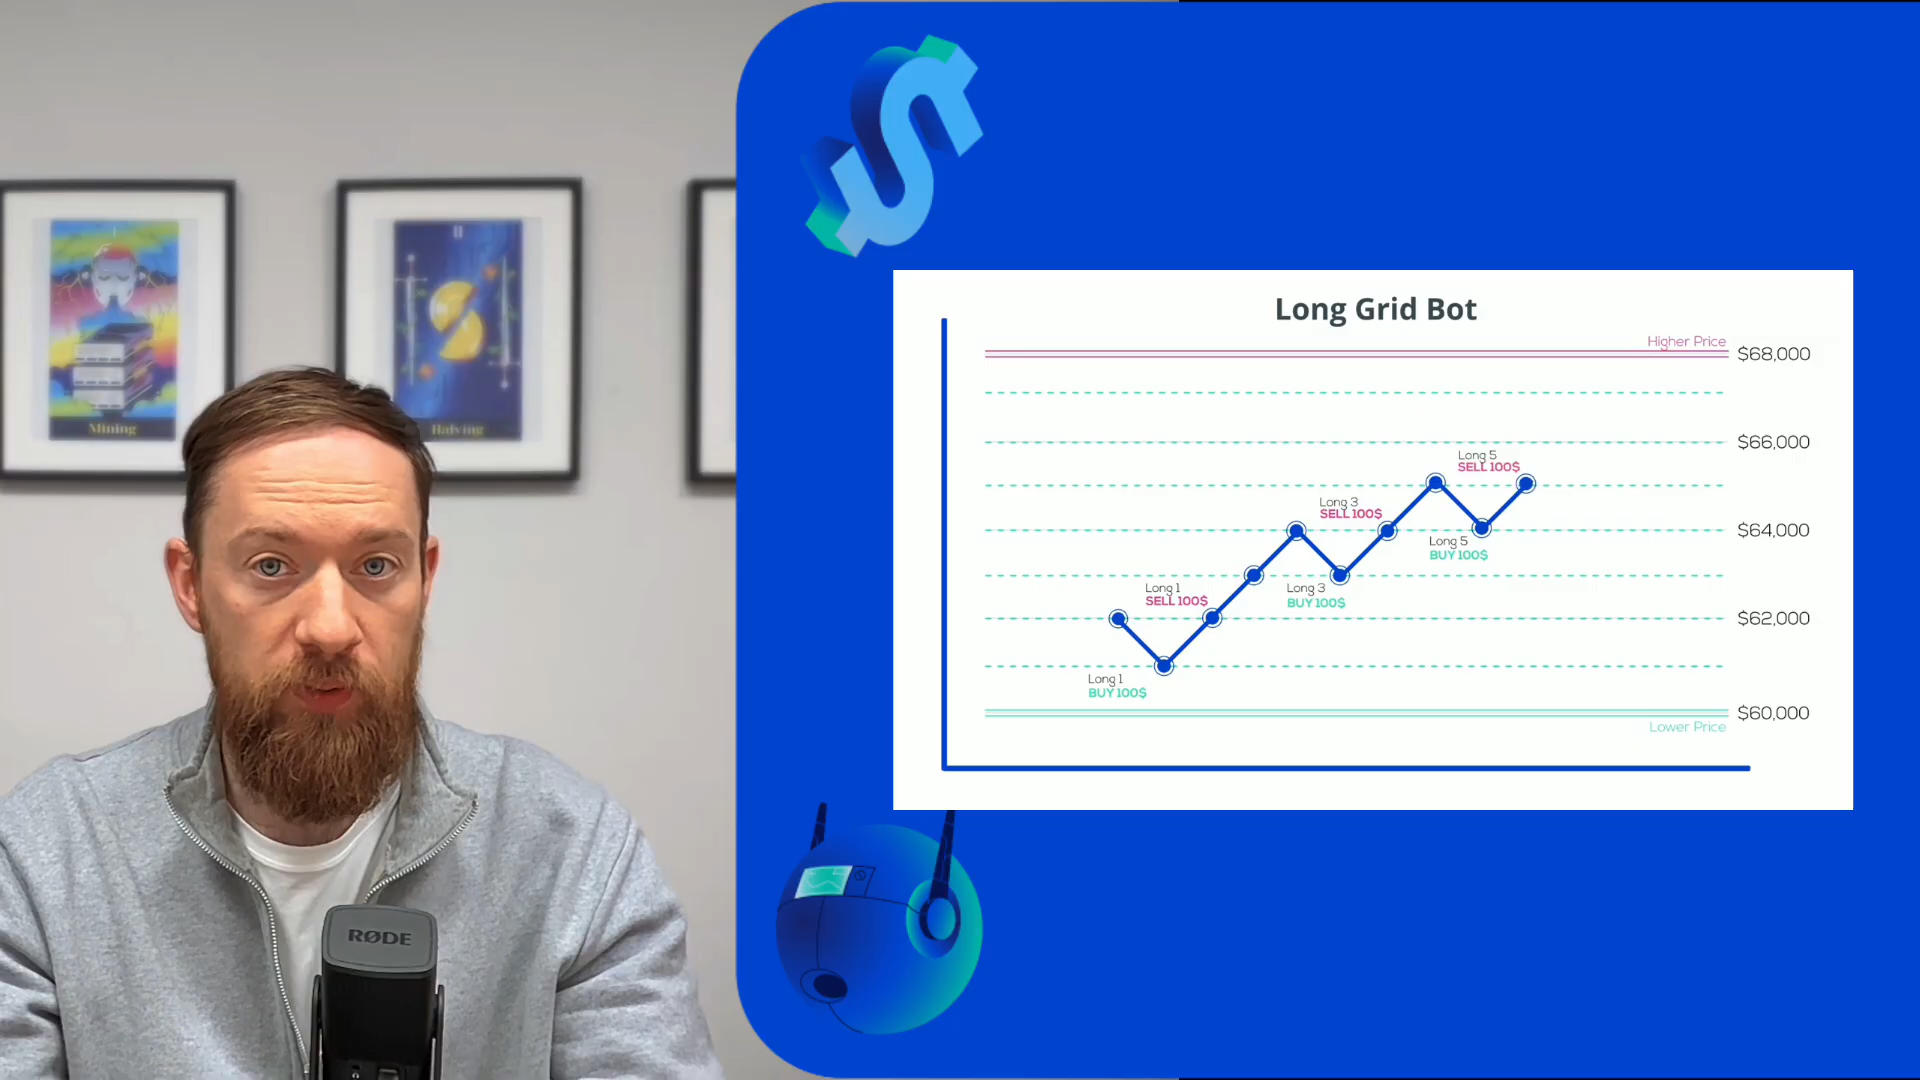 Mining
II
Halving
RØDE
Long Grid Bot
Higher Price
$68,000
$66,000
Long 5
SELL 100$
Long 3
SELL 100$
$64,000
Long 5
BUY 100$
Long 1
SELL 100$
Long 3
BUY 100$
$62,000
Long 1
BUY 100$
$60,000
Lower Price